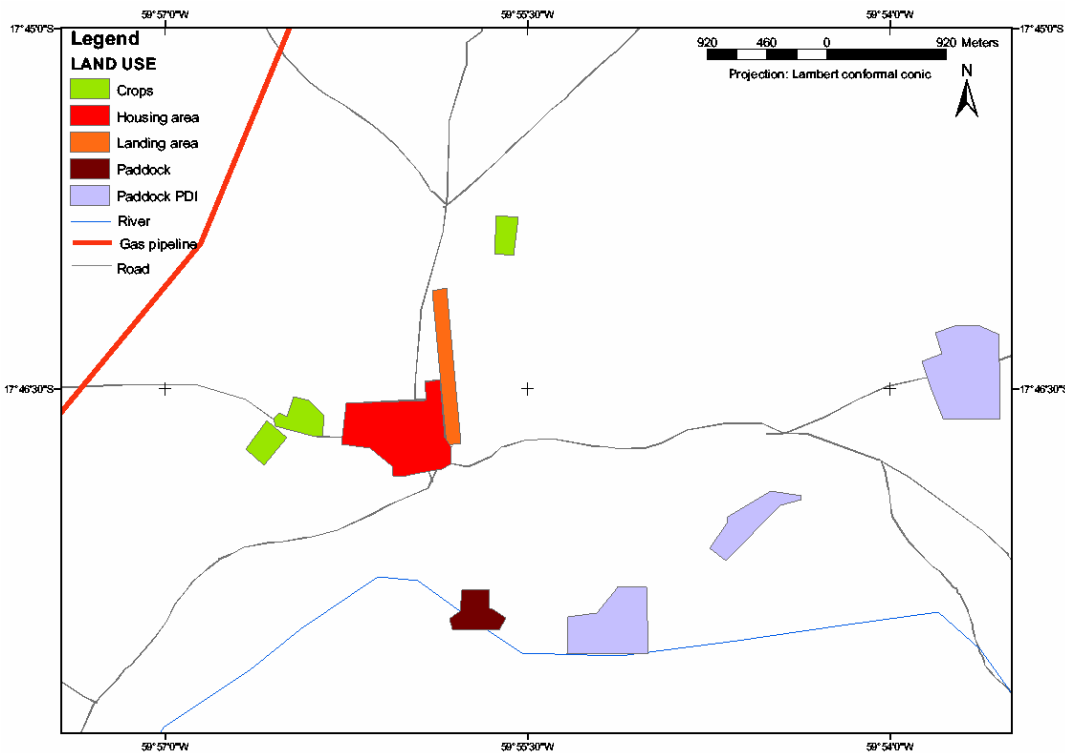 59°57'0"W 59°55'30"W 59°54'0"W
17°45'0"S 17°45'0"S
Legend
LAND USE
Crops
Housing area
Landing area
Paddock
Paddock PDI
River
Gas pipeline
Road
920 460 0 920 Meters
Projection: Lambert conformal conic
N
17°46'30"S 17°46'30"S
59°57'0"W 59°55'30"W 59°54'0"W